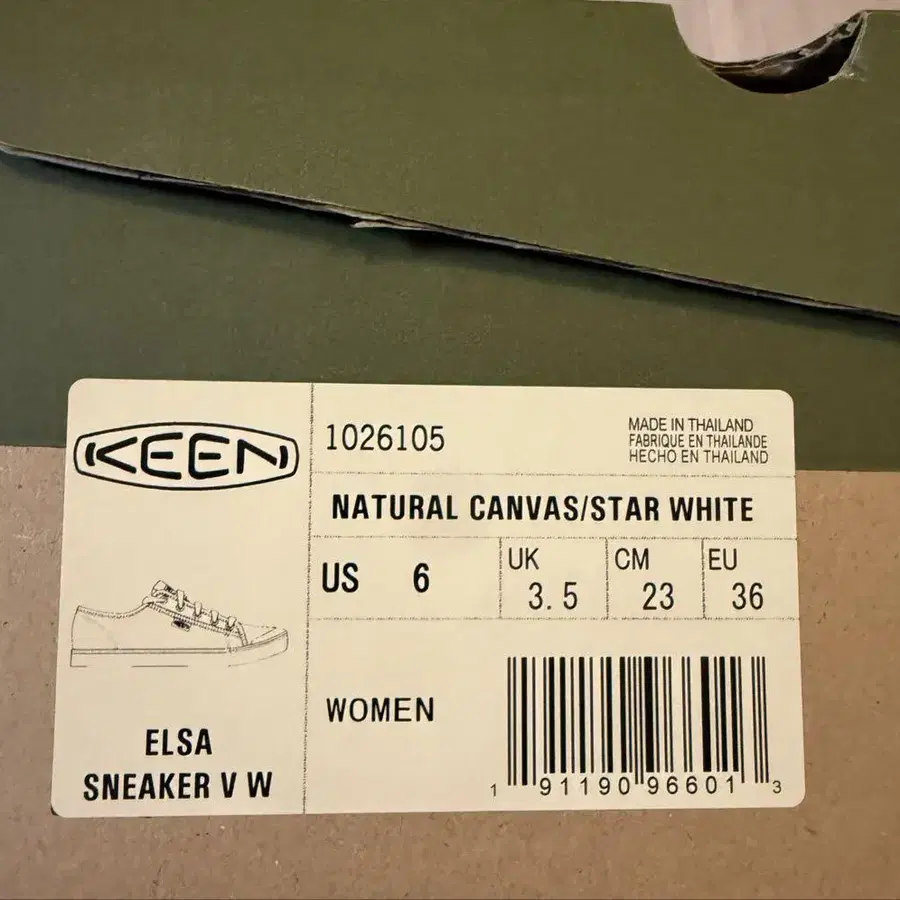 KEEN
1026105
MADE IN THAILAND
FABRIQUE EN THAILANDE
HECHO EN THAILAND
NATURAL CANVAS/STAR WHITE
US 6
UK 3.5
CM 23
EU 36
WOMEN
ELSA
SNEAKER V W
1 91190 96601 3